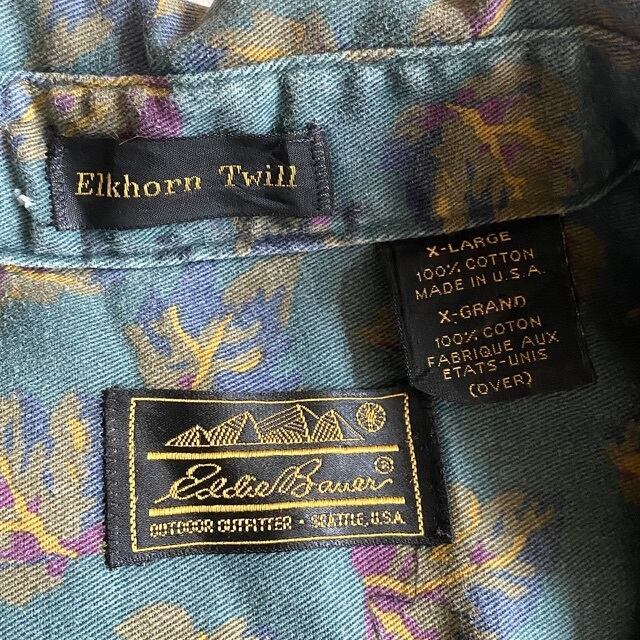 Elkhorn Twill
X-LARGE
100% COTTON
MADE IN U.S.A.
X-GRAND
100% COTON
FABRIQUE AUX
ETATS-UNIS
(OVER)
Eddie Bauer®
OUTDOOR OUTFITTER · SEATTLE, U.S.A.